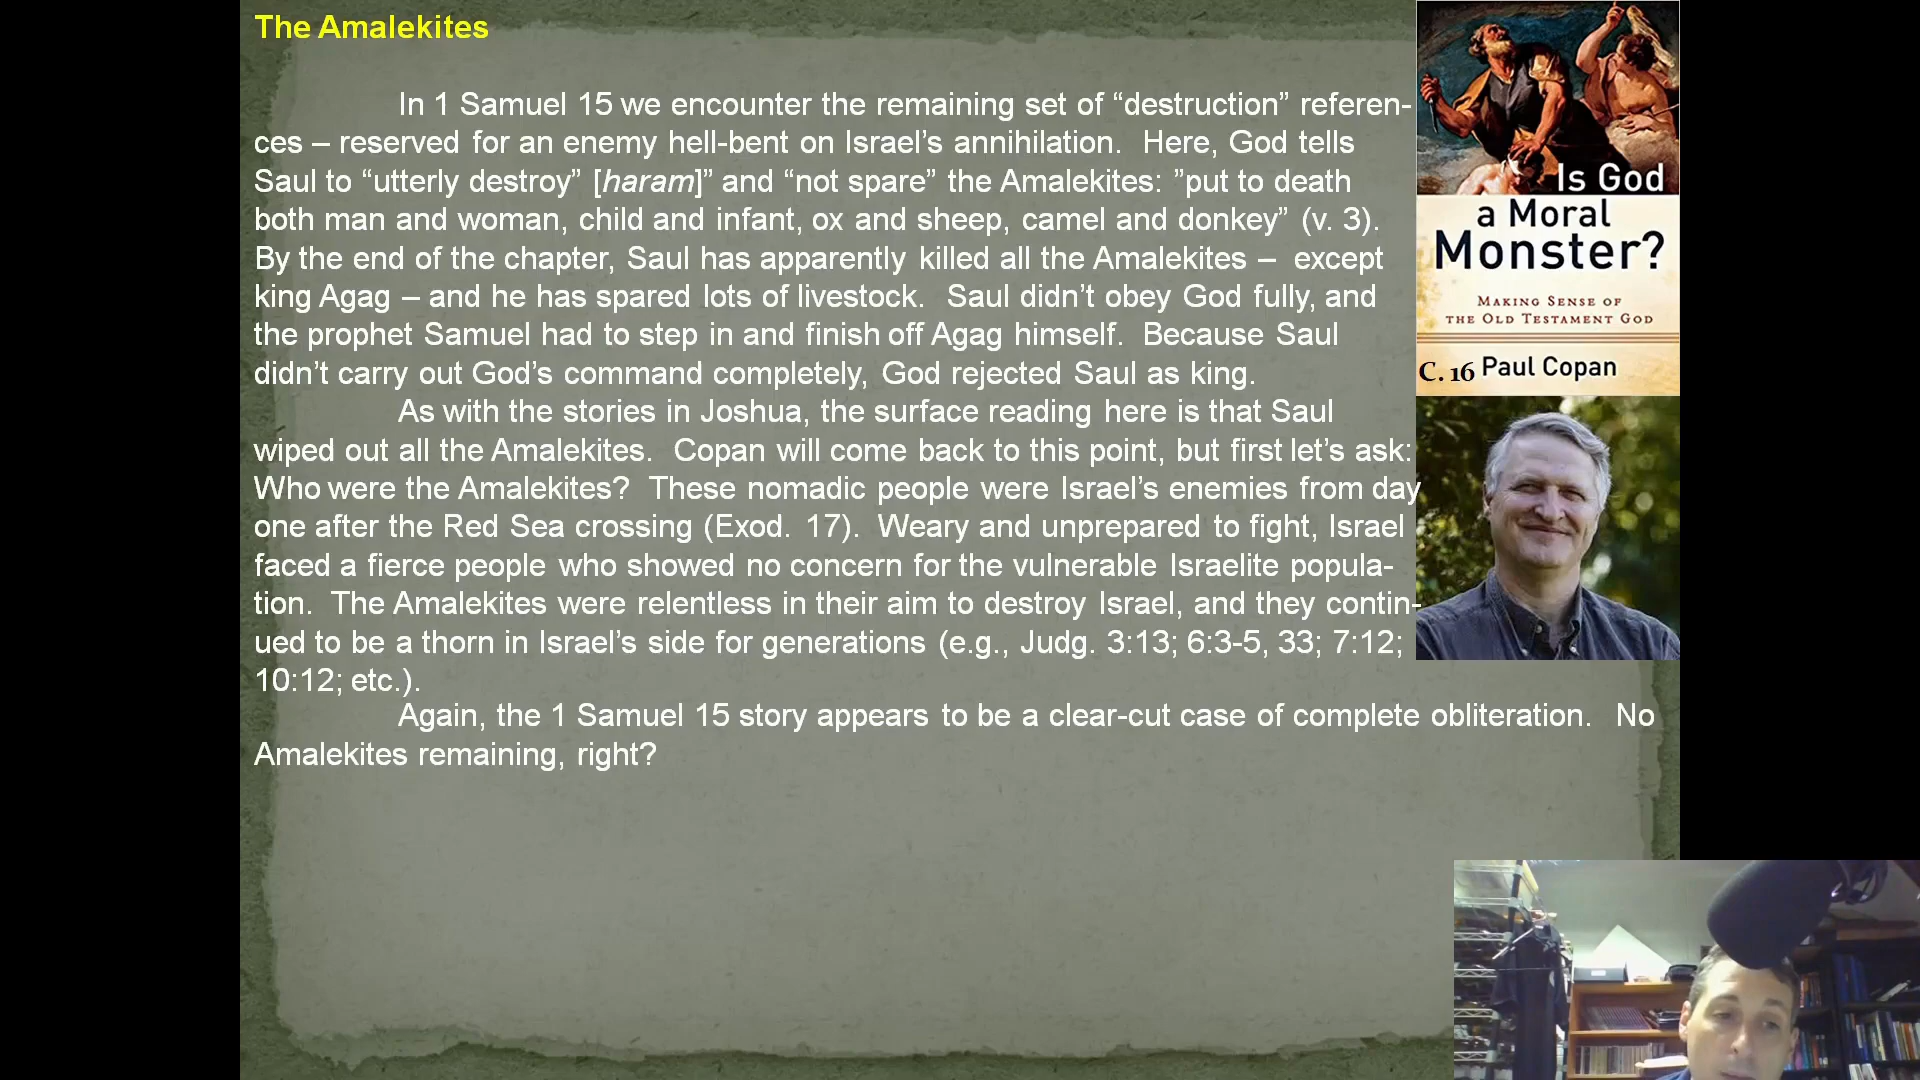 The Amalekites
In 1 Samuel 15 we encounter the remaining set of “destruction” referen-
ces – reserved for an enemy hell-bent on Israel’s annihilation. Here, God tells
Saul to “utterly destroy” [haram]” and “not spare” the Amalekites: ”put to death
both man and woman, child and infant, ox and sheep, camel and donkey” (v. 3).
By the end of the chapter, Saul has apparently killed all the Amalekites – except
king Agag – and he has spared lots of livestock. Saul didn’t obey God fully, and
the prophet Samuel had to step in and finish off Agag himself. Because Saul
didn’t carry out God’s command completely, God rejected Saul as king.
As with the stories in Joshua, the surface reading here is that Saul
wiped out all the Amalekites. Copan will come back to this point, but first let’s ask:
Who were the Amalekites? These nomadic people were Israel’s enemies from day
one after the Red Sea crossing (Exod. 17). Weary and unprepared to fight, Israel
faced a fierce people who showed no concern for the vulnerable Israelite popula-
tion. The Amalekites were relentless in their aim to destroy Israel, and they contin-
ued to be a thorn in Israel’s side for generations (e.g., Judg. 3:13; 6:3-5, 33; 7:12;
10:12; etc.).
Again, the 1 Samuel 15 story appears to be a clear-cut case of complete obliteration. No
Amalekites remaining, right?
Is God
a Moral
Monster?
Making Sense of
the Old Testament God
C. 16 Paul Copan